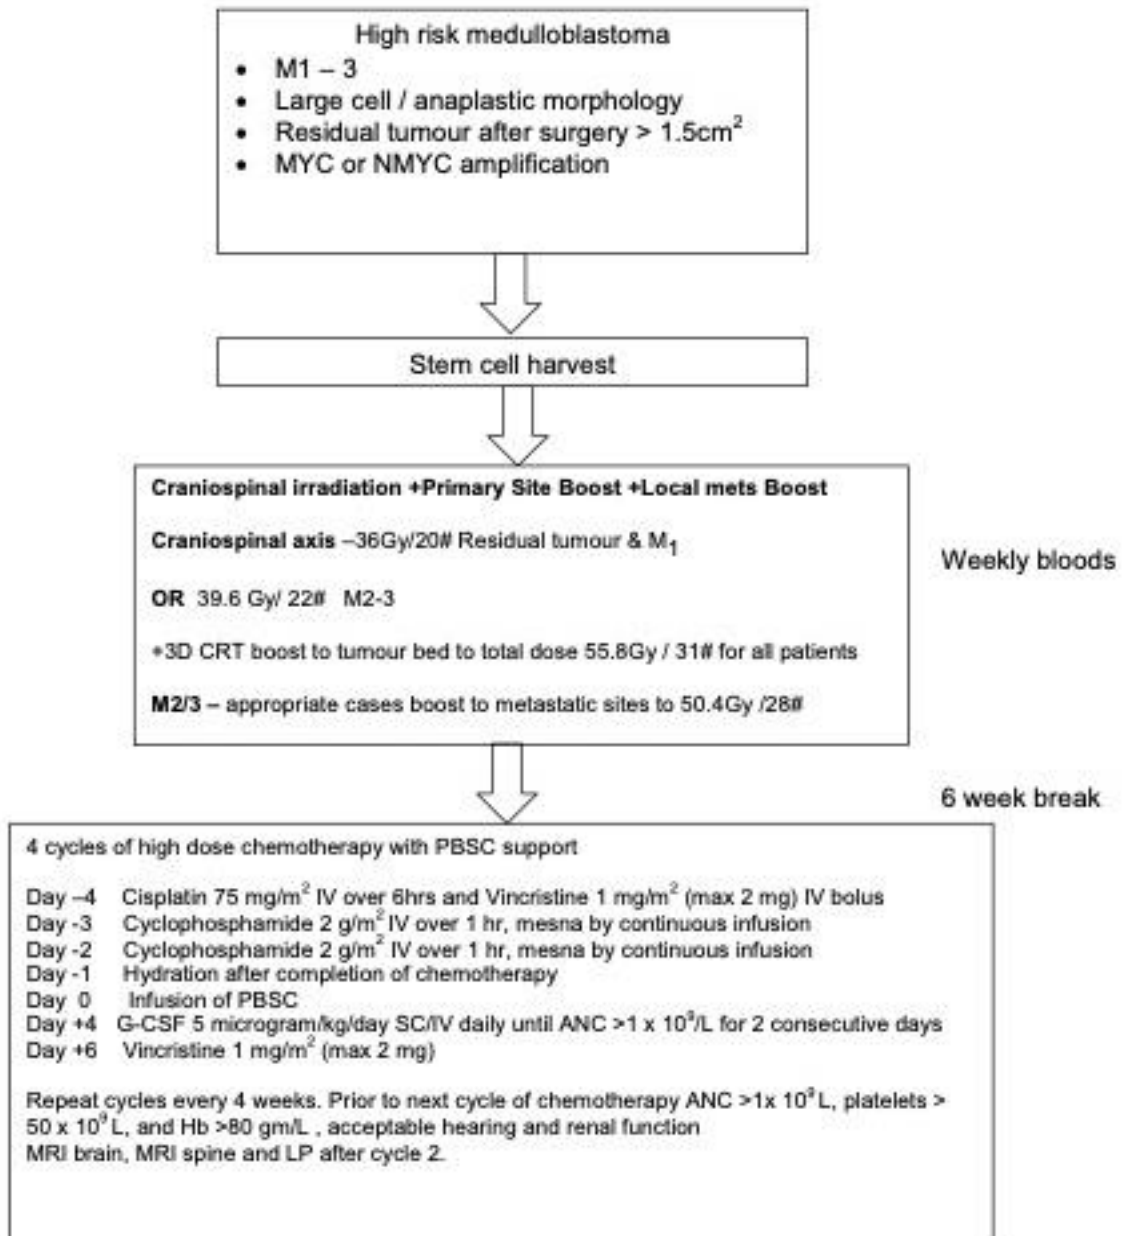 High risk medulloblastoma
• M1 – 3
• Large cell / anaplastic morphology
• Residual tumour after surgery > 1.5cm²
• MYC or NMYC amplification
Stem cell harvest
Craniospinal irradiation +Primary Site Boost +Local mets Boost
Craniospinal axis –36Gy/20# Residual tumour & M₁
OR 39.6 Gy/ 22# M2-3
+3D CRT boost to tumour bed to total dose 55.8Gy / 31# for all patients
M2/3 – appropriate cases boost to metastatic sites to 50.4Gy /28#
Weekly bloods
6 week break
4 cycles of high dose chemotherapy with PBSC support
Day –4 Cisplatin 75 mg/m² IV over 6hrs and Vincristine 1 mg/m² (max 2 mg) IV bolus
Day -3 Cyclophosphamide 2 g/m² IV over 1 hr, mesna by continuous infusion
Day -2 Cyclophosphamide 2 g/m² IV over 1 hr, mesna by continuous infusion
Day -1 Hydration after completion of chemotherapy
Day 0 Infusion of PBSC
Day +4 G-CSF 5 microgram/kg/day SC/IV daily until ANC >1 x 10⁹/L for 2 consecutive days
Day +6 Vincristine 1 mg/m² (max 2 mg)
Repeat cycles every 4 weeks. Prior to next cycle of chemotherapy ANC >1x 10⁹ L, platelets >
50 x 10⁹ L, and Hb >80 gm/L , acceptable hearing and renal function
MRI brain, MRI spine and LP after cycle 2.